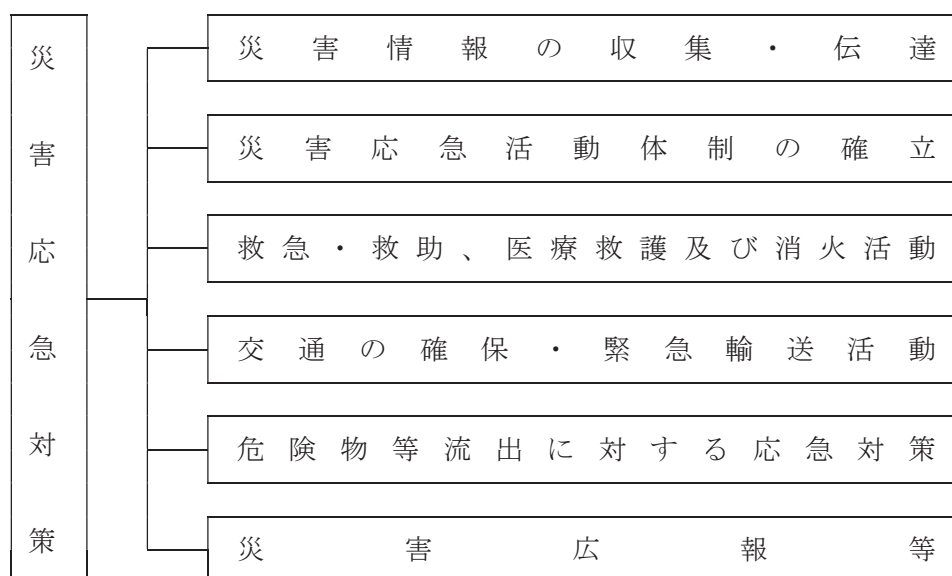 災害応急対策
災害情報の収集・伝達
災害応急活動体制の確立
救急・救助、医療救護及び消火活動
交通の確保・緊急輸送活動
危険物等流出に対する応急対策
災害広報等